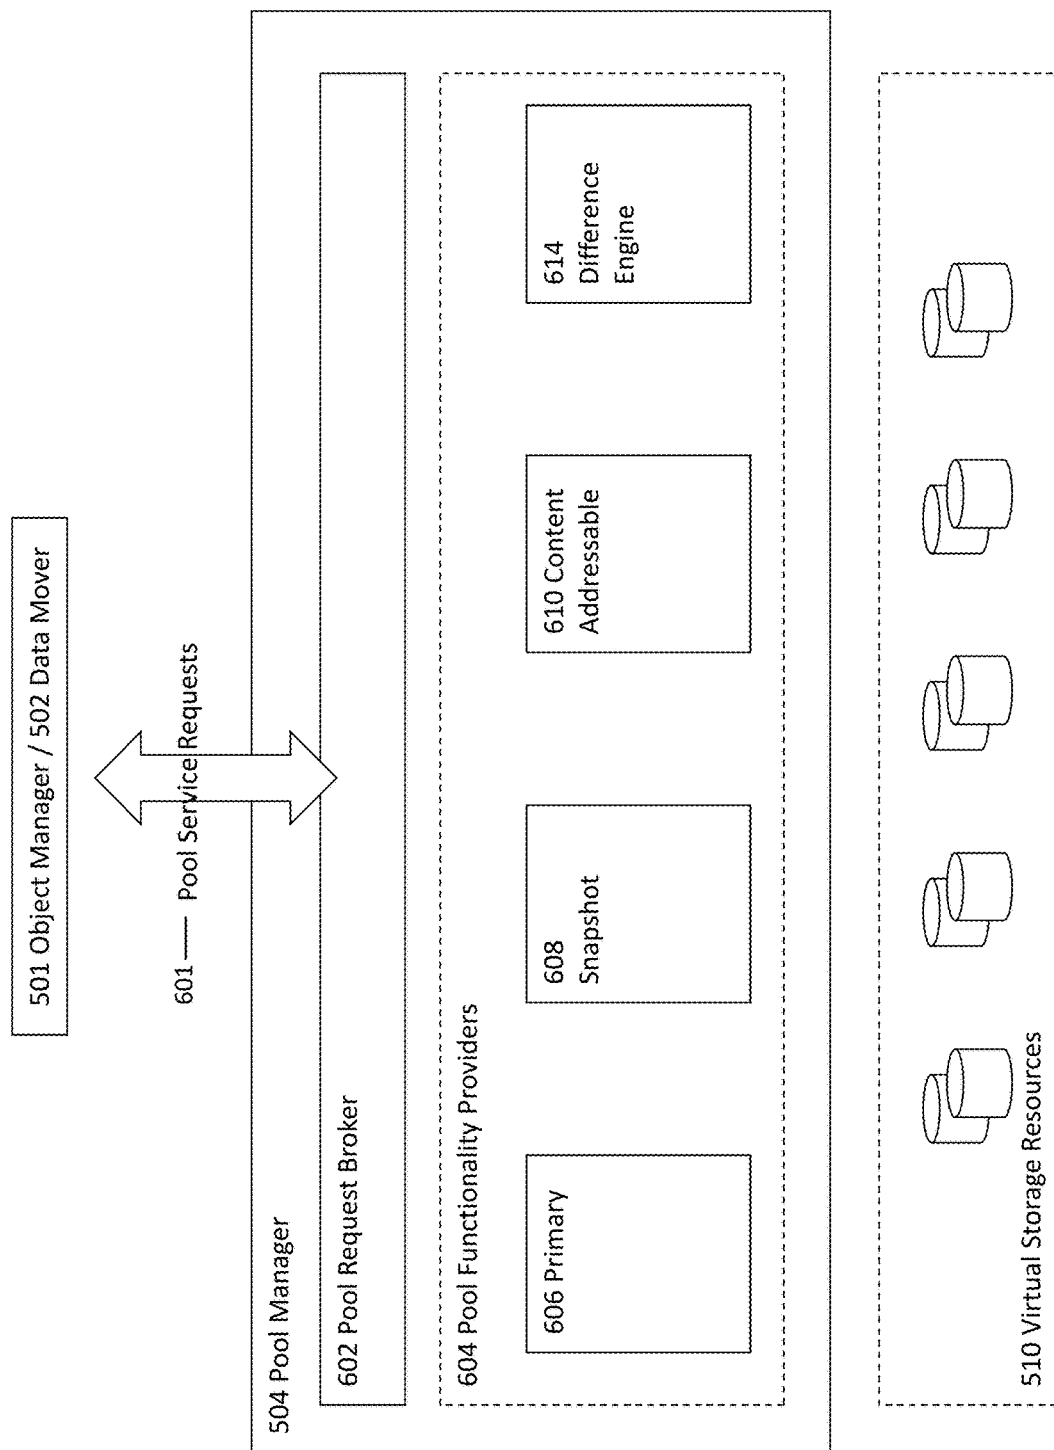 501 Object Manager / 502 Data Mover
601 Pool Service Requests
504 Pool Manager
602 Pool Request Broker
604 Pool Functionality Providers
606 Primary
608
Snapshot
610 Content
Addressable
614
Difference
Engine
510 Virtual Storage Resources